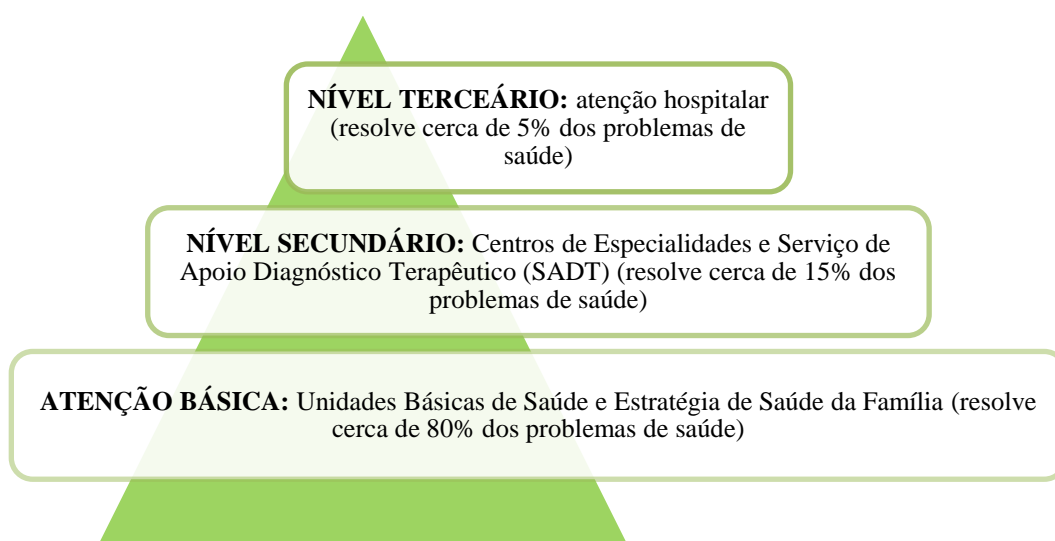 NÍVEL TERCEÁRIO: atenção hospitalar
(resolve cerca de 5% dos problemas de
saúde)
NÍVEL SECUNDÁRIO: Centros de Especialidades e Serviço de
Apoio Diagnóstico Terapêutico (SADT) (resolve cerca de 15% dos
problemas de saúde)
ATENÇÃO BÁSICA: Unidades Básicas de Saúde e Estratégia de Saúde da Família (resolve
cerca de 80% dos problemas de saúde)